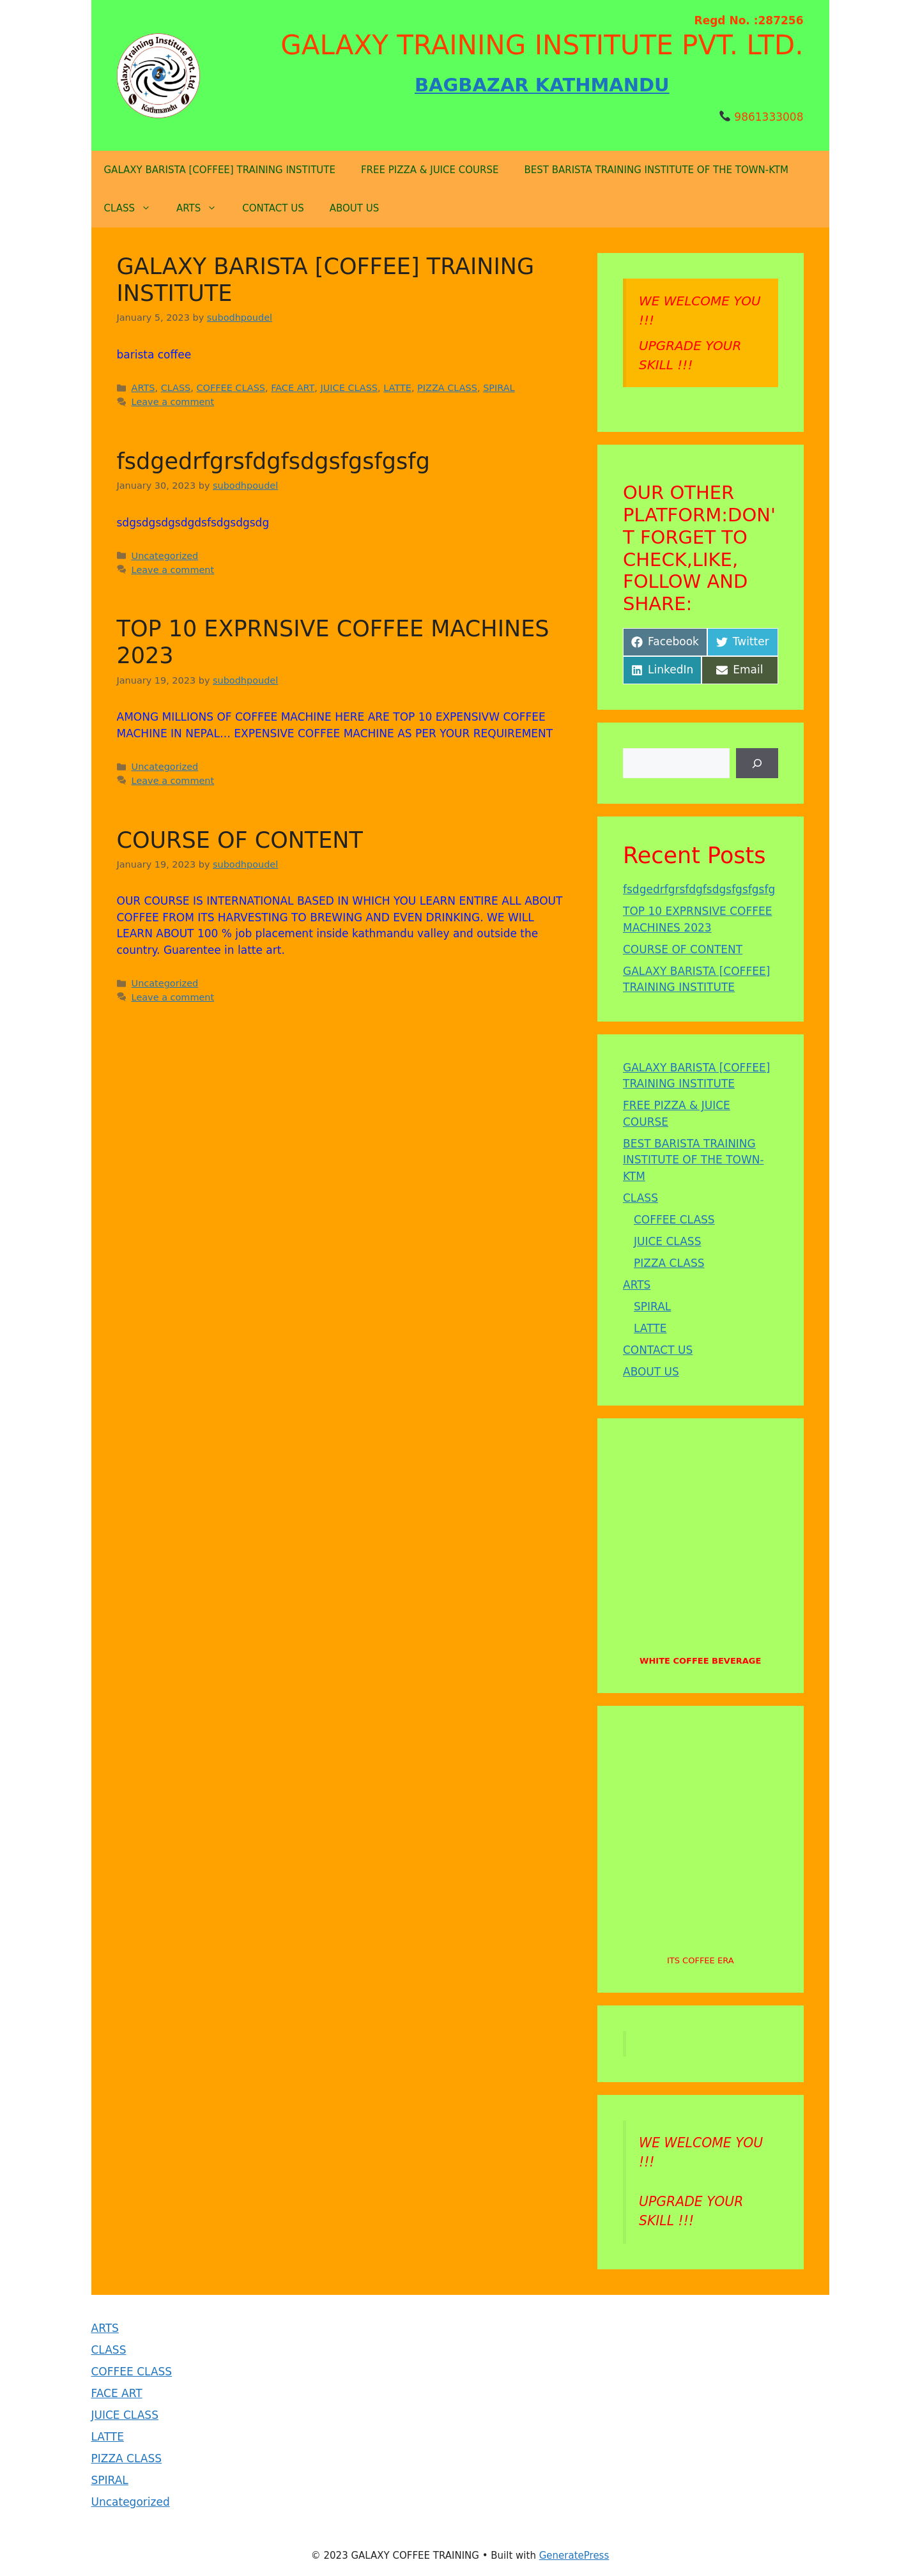 Regd No. :287256
GALAXY TRAINING INSTITUTE PVT. LTD.
BAGBAZAR KATHMANDU
9861333008
Galaxy Training Institute Pvt. Ltd.
Kathmandu
GALAXY BARISTA [COFFEE] TRAINING INSTITUTE FREE PIZZA & JUICE COURSE BEST BARISTA TRAINING INSTITUTE OF THE TOWN-KTM
CLASS ARTS CONTACT US ABOUT US
GALAXY BARISTA [COFFEE] TRAINING
INSTITUTE
January 5, 2023 by subodhpoudel
barista coffee
ARTS, CLASS, COFFEE CLASS, FACE ART, JUICE CLASS, LATTE, PIZZA CLASS, SPIRAL
Leave a comment
fsdgedrfgrsfdgfsdgsfgsfgsfg
January 30, 2023 by subodhpoudel
sdgsdgsdgsdgdsfsdgsdgsdg
Uncategorized
Leave a comment
TOP 10 EXPRNSIVE COFFEE MACHINES
2023
January 19, 2023 by subodhpoudel
AMONG MILLIONS OF COFFEE MACHINE HERE ARE TOP 10 EXPENSIVW COFFEE
MACHINE IN NEPAL… EXPENSIVE COFFEE MACHINE AS PER YOUR REQUIREMENT
Uncategorized
Leave a comment
COURSE OF CONTENT
January 19, 2023 by subodhpoudel
OUR COURSE IS INTERNATIONAL BASED IN WHICH YOU LEARN ENTIRE ALL ABOUT
COFFEE FROM ITS HARVESTING TO BREWING AND EVEN DRINKING. WE WILL
LEARN ABOUT 100 % job placement inside kathmandu valley and outside the
country. Guarentee in latte art.
Uncategorized
Leave a comment
WE WELCOME YOU
!!!
UPGRADE YOUR
SKILL !!!
OUR OTHER
PLATFORM:DON'
T FORGET TO
CHECK,LIKE,
FOLLOW AND
SHARE:
Facebook Twitter
LinkedIn Email
Recent Posts
fsdgedrfgrsfdgfsdgsfgsfgsfg
TOP 10 EXPRNSIVE COFFEE
MACHINES 2023
COURSE OF CONTENT
GALAXY BARISTA [COFFEE]
TRAINING INSTITUTE
GALAXY BARISTA [COFFEE]
TRAINING INSTITUTE
FREE PIZZA & JUICE
COURSE
BEST BARISTA TRAINING
INSTITUTE OF THE TOWN-
KTM
CLASS
COFFEE CLASS
JUICE CLASS
PIZZA CLASS
ARTS
SPIRAL
LATTE
CONTACT US
ABOUT US
WHITE COFFEE BEVERAGE
ITS COFFEE ERA
WE WELCOME YOU
!!!
UPGRADE YOUR
SKILL !!!
ARTS
CLASS
COFFEE CLASS
FACE ART
JUICE CLASS
LATTE
PIZZA CLASS
SPIRAL
Uncategorized
© 2023 GALAXY COFFEE TRAINING • Built with GeneratePress